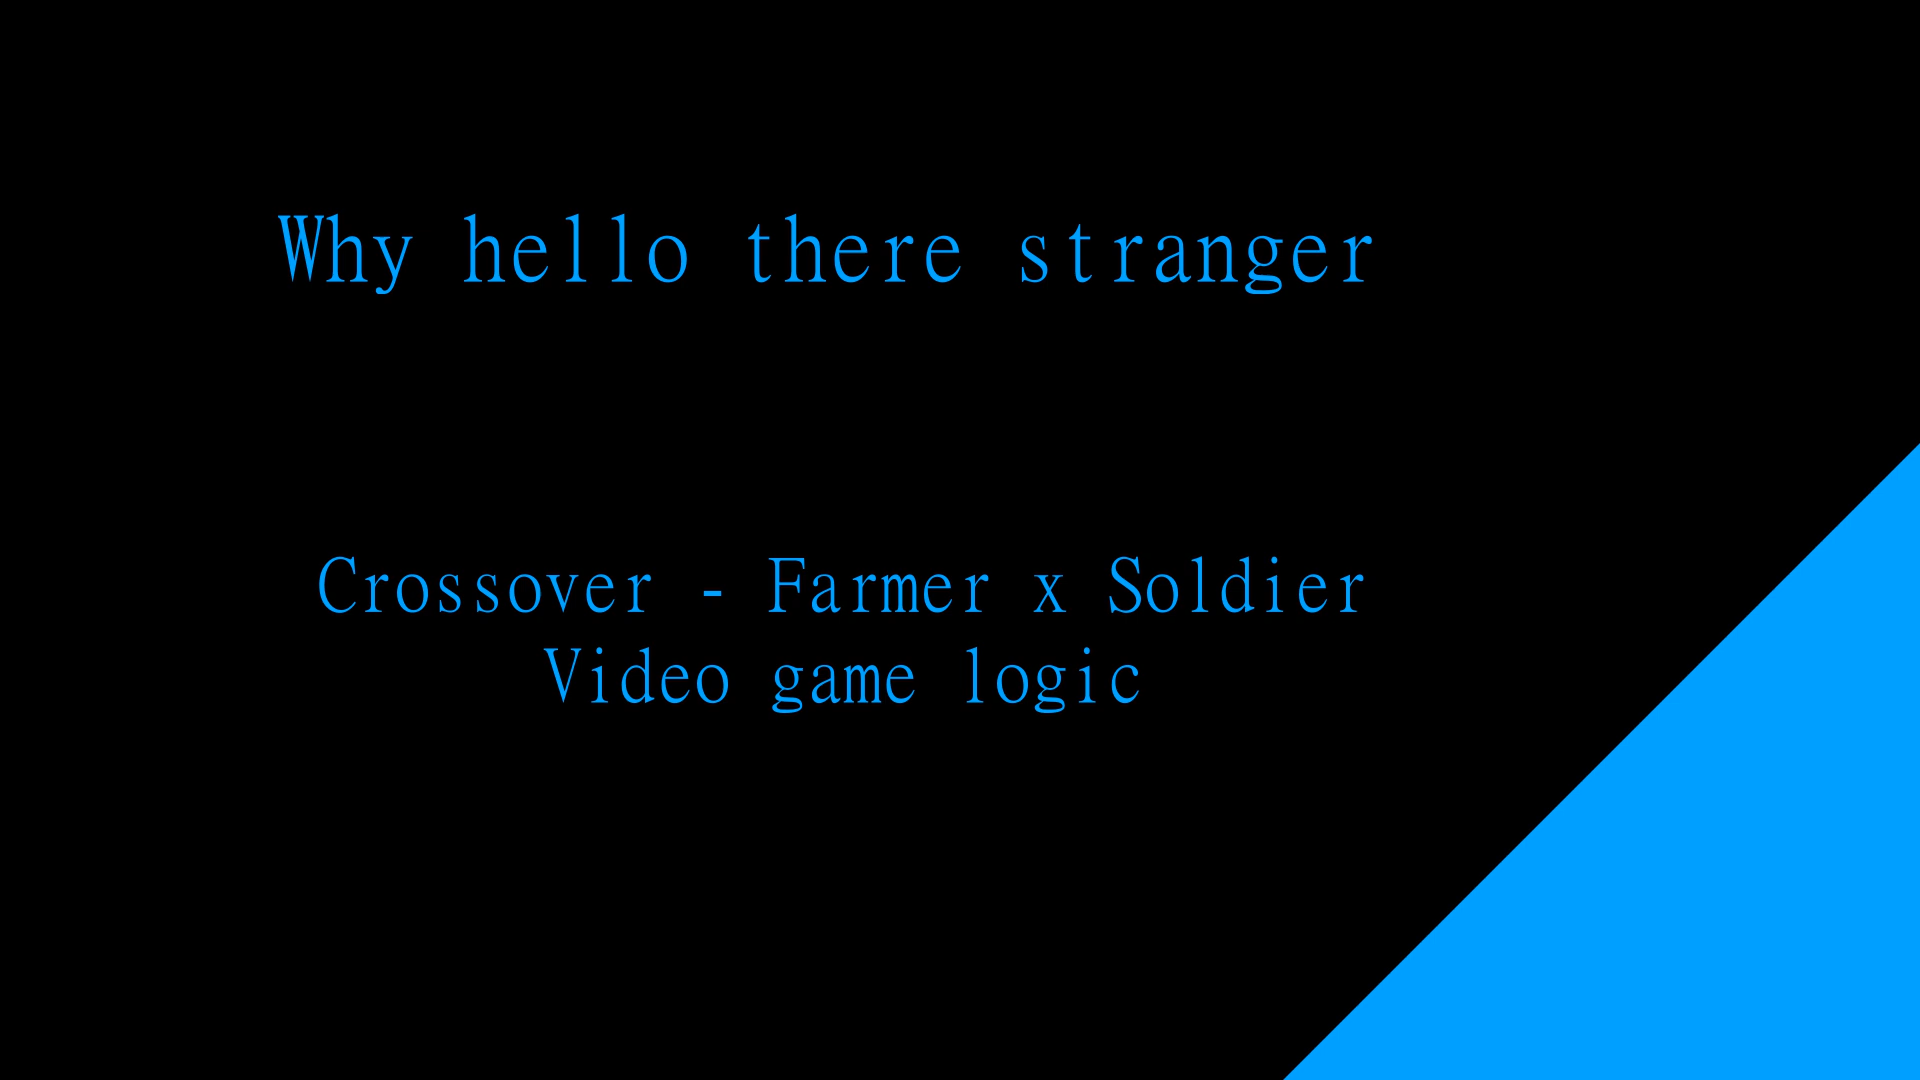 Why hello there stranger
Crossover - Farmer x Soldier
Video game logic